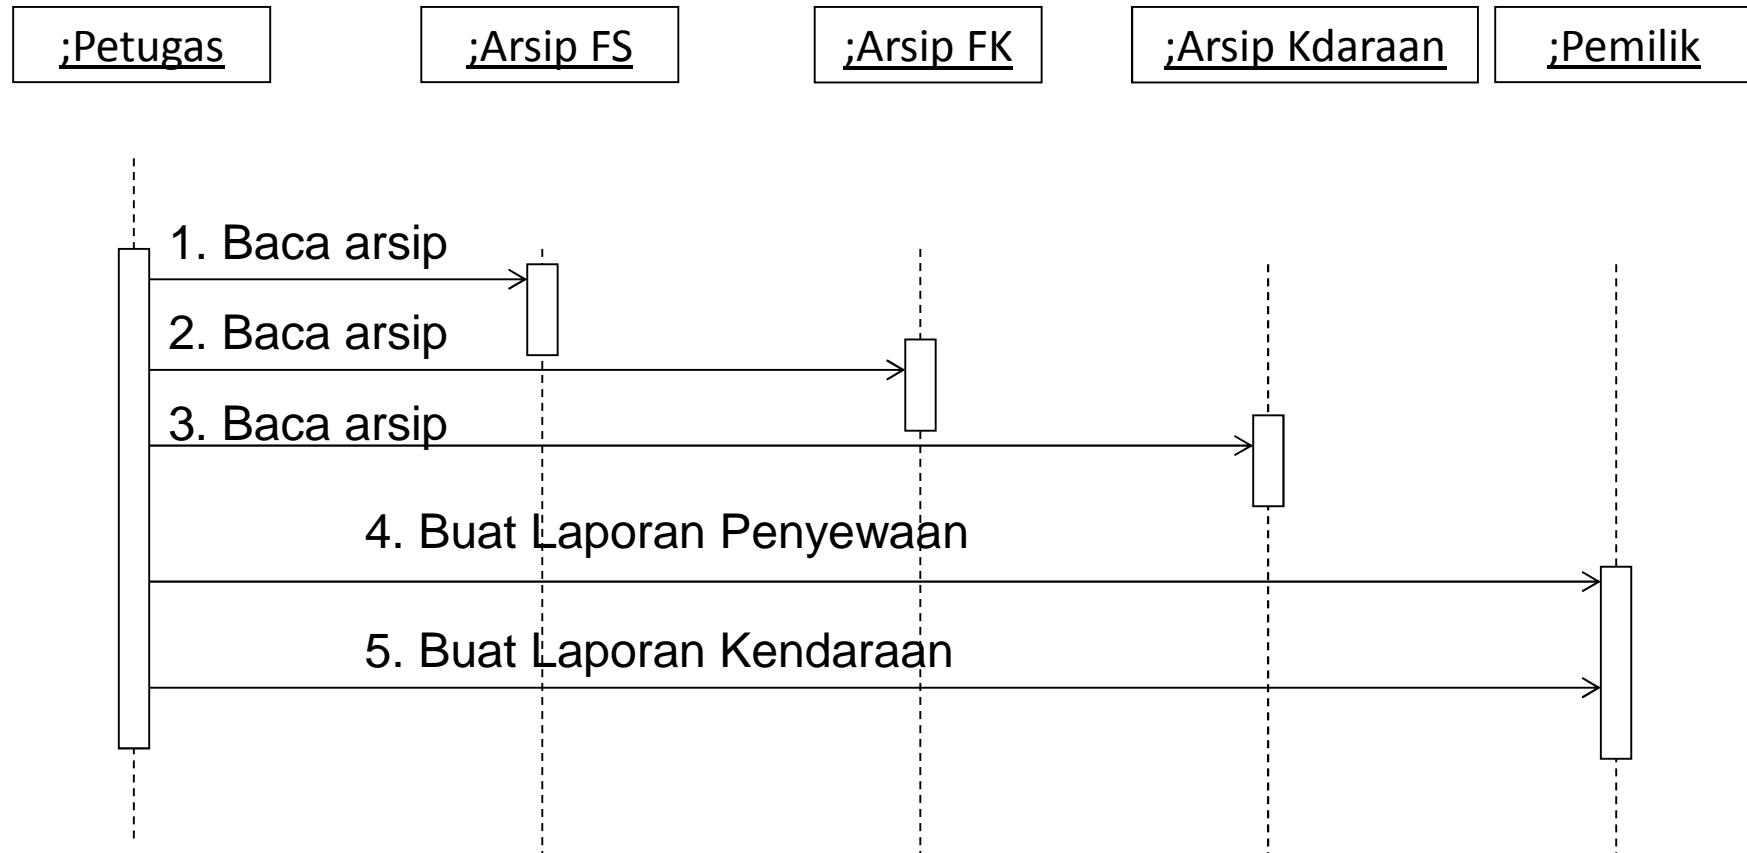 ;Petugas
;Arsip FS
;Arsip FK
;Arsip Kdaraan
;Pemilik
1. Baca arsip
2. Baca arsip
3. Baca arsip
4. Buat Laporan Penyewaan
5. Buat Laporan Kendaraan